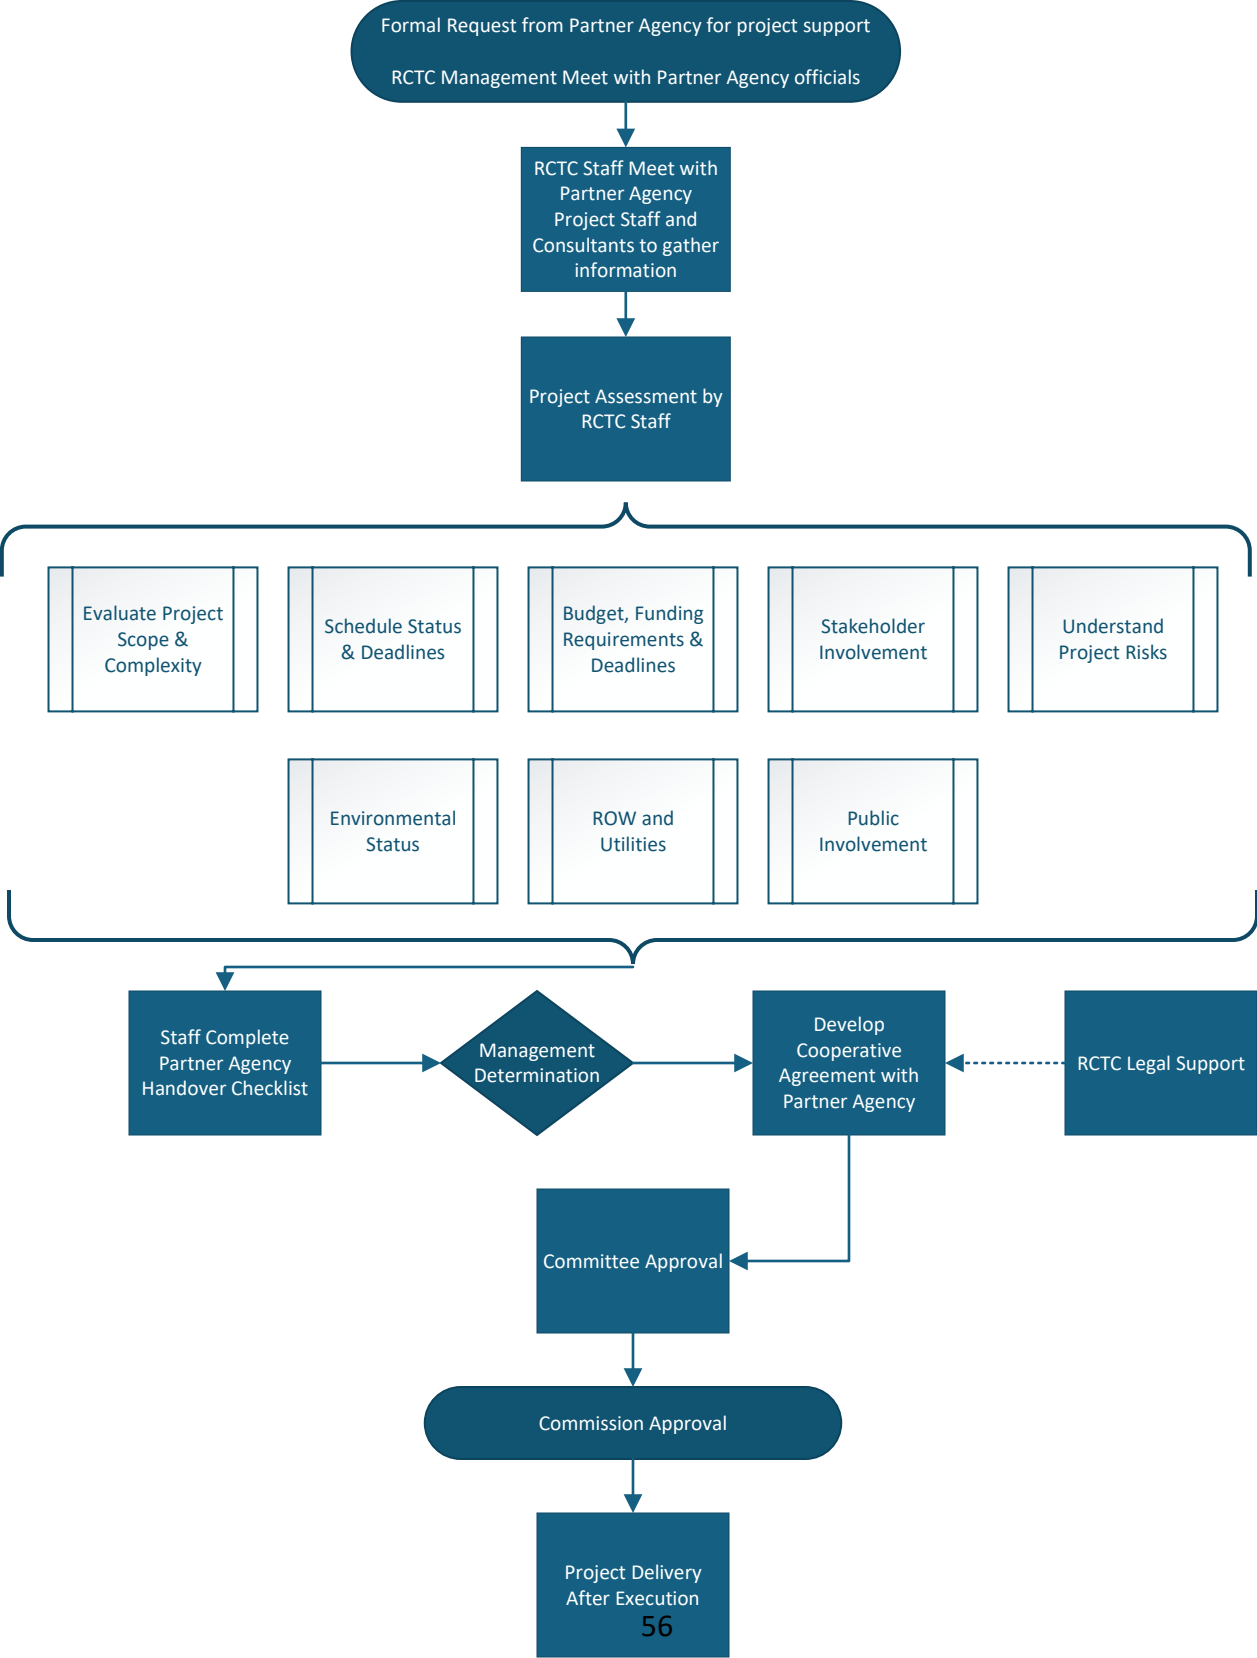 Formal Request from Partner Agency for project support
RCTC Management Meet with Partner Agency officials
RCTC Staff Meet with
Partner Agency
Project Staff and
Consultants to gather
information
Project Assessment by
RCTC Staff
Evaluate Project
Scope &
Complexity
Schedule Status
& Deadlines
Budget, Funding
Requirements &
Deadlines
Stakeholder
Involvement
Understand
Project Risks
Environmental
Status
ROW and
Utilities
Public
Involvement
Staff Complete
Partner Agency
Handover Checklist
Management
Determination
Develop
Cooperative
Agreement with
Partner Agency
RCTC Legal Support
Committee Approval
Commission Approval
Project Delivery
After Execution
56